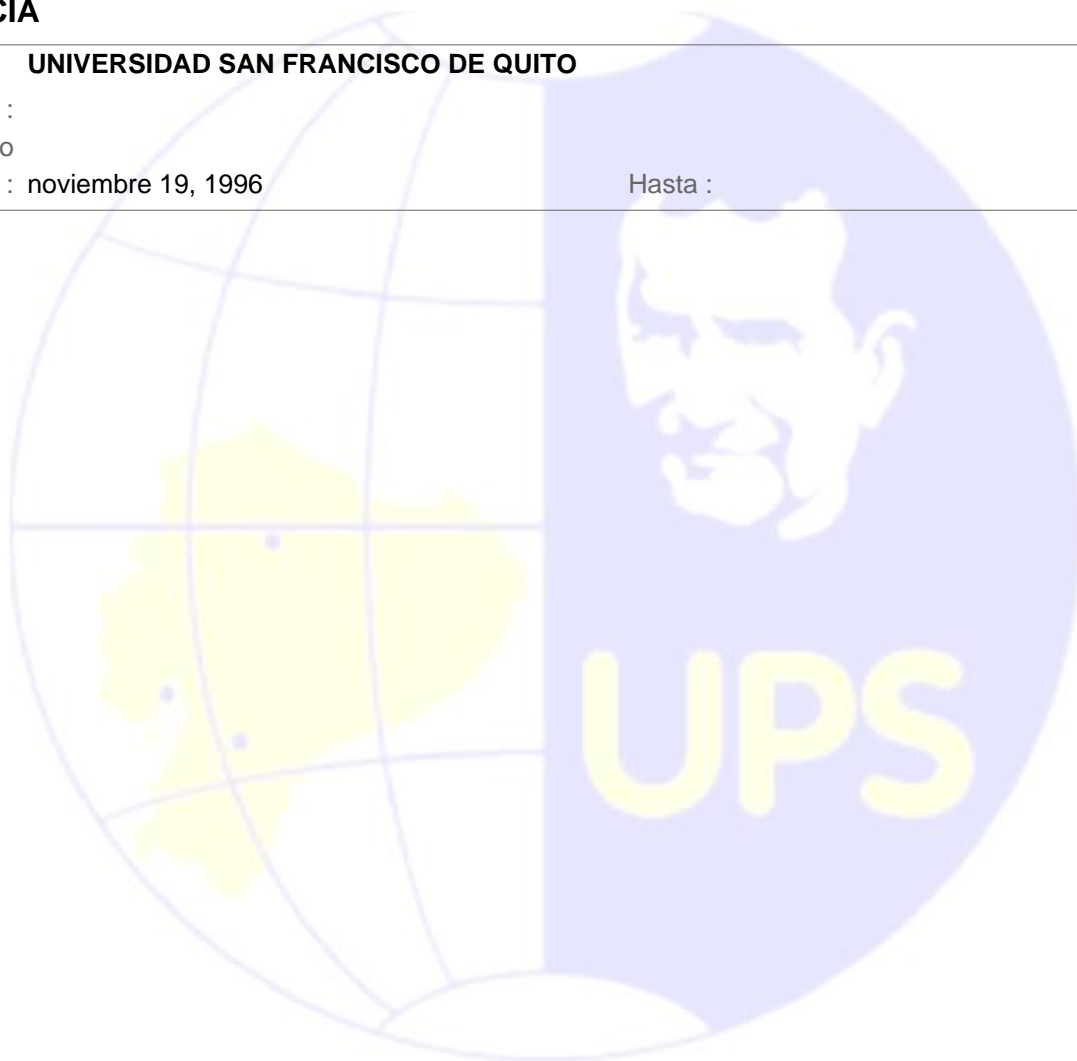 CIA
UNIVERSIDAD SAN FRANCISCO DE QUITO
:
o
: noviembre 19, 1996 Hasta :
UPS